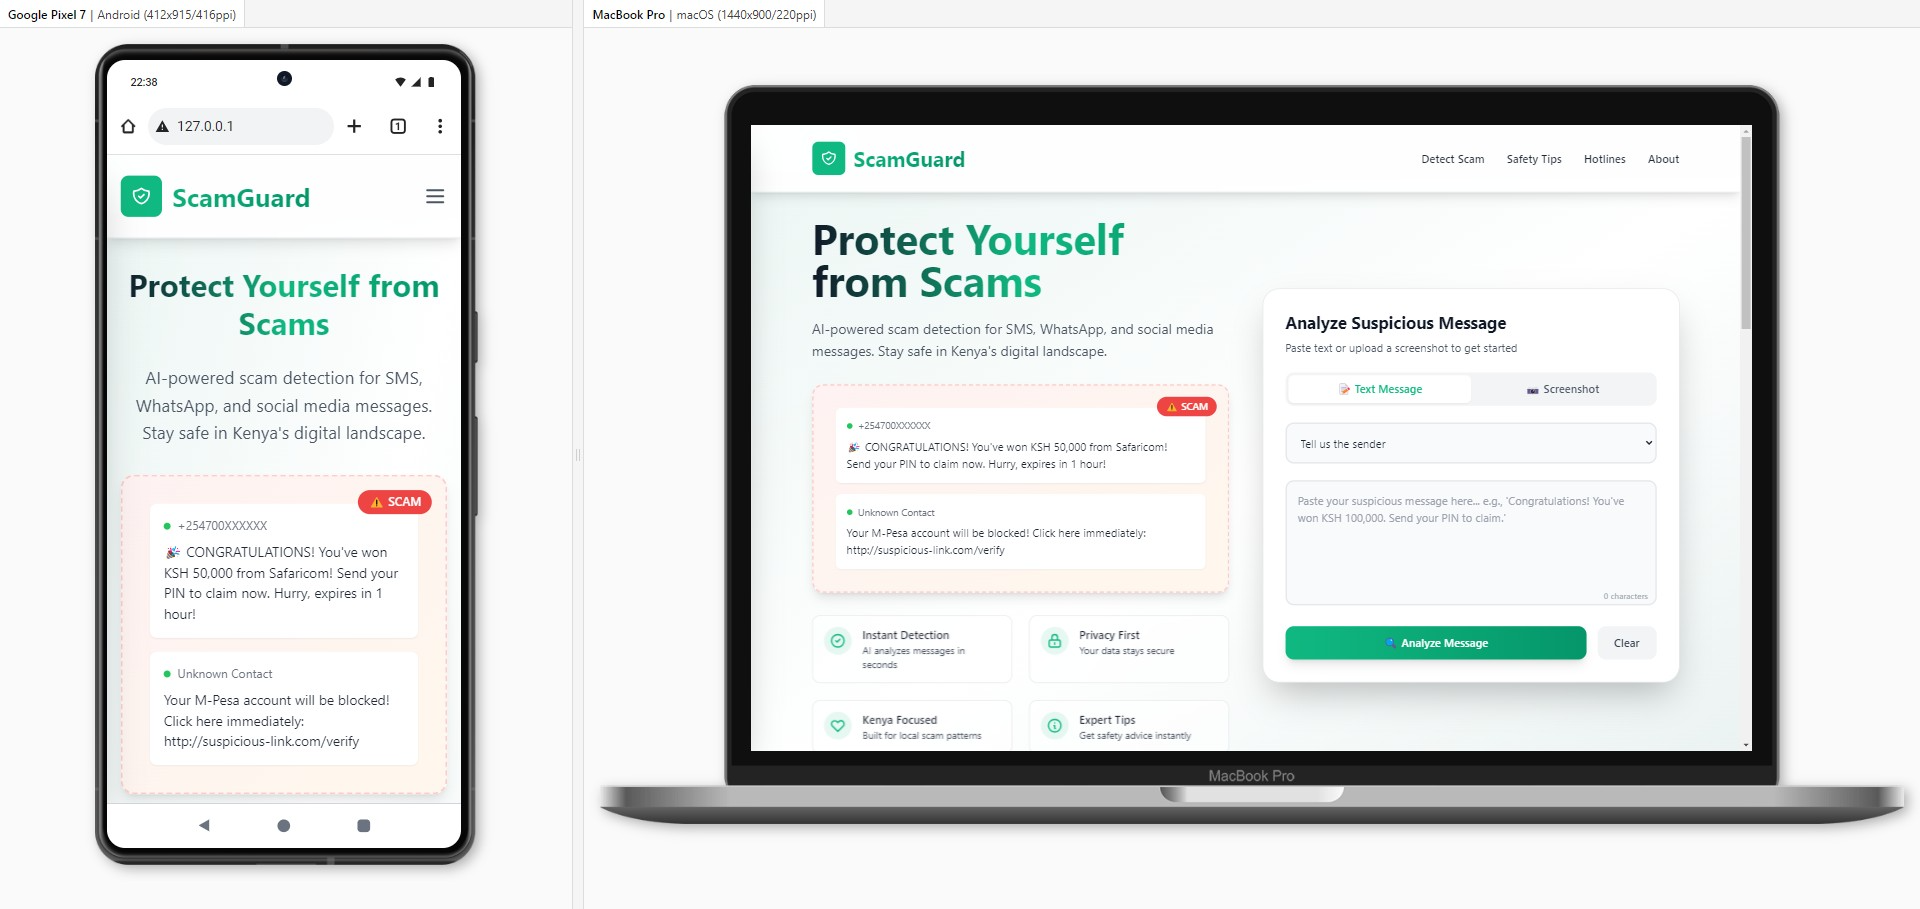 Google Pixel 7 | Android (412x915/416ppi)
22:38
127.0.0.1
1
ScamGuard
Protect Yourself from
Scams
AI-powered scam detection for SMS,
WhatsApp, and social media messages.
Stay safe in Kenya's digital landscape.
⚠ SCAM
+254700XXXXXX
🎉 CONGRATULATIONS! You've won
KSH 50,000 from Safaricom! Send your
PIN to claim now. Hurry, expires in 1
hour!
Unknown Contact
Your M-Pesa account will be blocked!
Click here immediately:
http://suspicious-link.com/verify
MacBook Pro | macOS (1440x900/220ppi)
ScamGuard
Detect Scam Safety Tips Hotlines About
Protect Yourself
from Scams
AI-powered scam detection for SMS, WhatsApp, and social media
messages. Stay safe in Kenya's digital landscape.
⚠ SCAM
+254700XXXXXX
🎉 CONGRATULATIONS! You've won KSH 50,000 from Safaricom!
Send your PIN to claim now. Hurry, expires in 1 hour!
Unknown Contact
Your M-Pesa account will be blocked! Click here immediately:
http://suspicious-link.com/verify
Instant Detection
AI analyzes messages in
seconds
Privacy First
Your data stays secure
Kenya Focused
Built for local scam patterns
Expert Tips
Get safety advice instantly
Analyze Suspicious Message
Paste text or upload a screenshot to get started
📝 Text Message
📷 Screenshot
Tell us the sender
Paste your suspicious message here... e.g., 'Congratulations! You've
won KSH 100,000. Send your PIN to claim.'
0 characters
🔍 Analyze Message
Clear
MacBook Pro